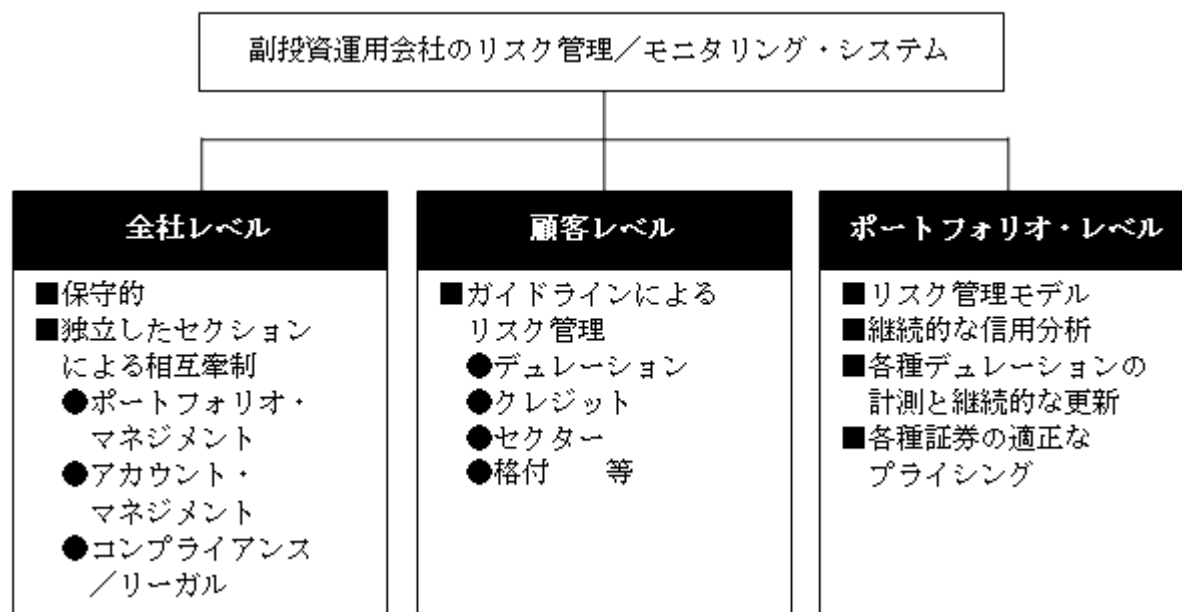 副投資運用会社のリスク管理／モニタリング・システム
全社レベル
■保守的
■独立したセクション
による相互牽制
●ポートフォリオ・
マネジメント
●アカウント・
マネジメント
●コンプライアンス
／リーガル
顧客レベル
■ガイドラインによる
リスク管理
●デュレーション
●クレジット
●セクター
●格付　等
ポートフォリオ・レベル
■リスク管理モデル
■継続的な信用分析
■各種デュレーションの
計測と継続的な更新
■各種証券の適正な
プライシング